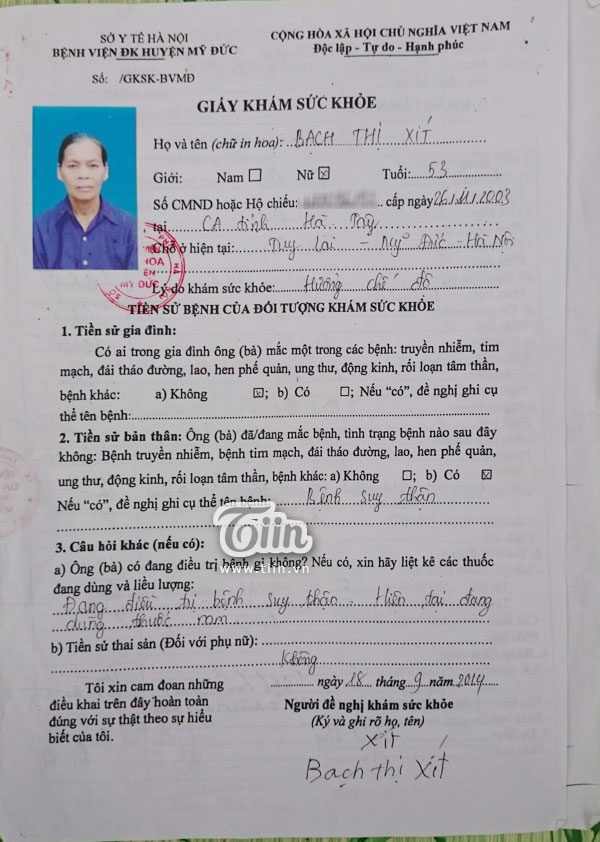 SỞ Y TẾ HÀ NỘI
BỆNH VIỆN ĐK HUYỆN MỸ ĐỨC
Số: /GKSK-BVMĐ
CỘNG HÒA XÃ HỘI CHỦ NGHĨA VIỆT NAM
Độc lập - Tự do - Hạnh phúc
GIẤY KHÁM SỨC KHỎE
Họ và tên (chữ in hoa): BẠCH THỊ XÍT
Giới: Nam ☐ Nữ ☒ Tuổi: 53
Số CMND hoặc Hộ chiếu: cấp ngày 26/11/2003
tại CA tỉnh Hà Tây
Chỗ ở hiện tại: Duy Lai - Mỹ Đức - Hà Nội
Lý do khám sức khỏe: Hưởng chế độ
TIỀN SỬ BỆNH CỦA ĐỐI TƯỢNG KHÁM SỨC KHỎE
1. Tiền sử gia đình:
Có ai trong gia đình ông (bà) mắc một trong các bệnh: truyền nhiễm, tim
mạch, đái tháo đường, lao, hen phế quản, ung thư, động kinh, rối loạn tâm thần,
bệnh khác: a) Không ☒; b) Có ☐; Nếu “có”, đề nghị ghi cụ
thể tên bệnh:
2. Tiền sử bản thân: Ông (bà) đã/đang mắc bệnh, tình trạng bệnh nào sau đây
không: Bệnh truyền nhiễm, bệnh tim mạch, đái tháo đường, lao, hen phế quản,
ung thư, động kinh, rối loạn tâm thần, bệnh khác: a) Không ☐; b) Có ☒
Nếu “có”, đề nghị ghi cụ thể tên bệnh: Bệnh suy thận
Tiin
www.tiin.vn
3. Câu hỏi khác (nếu có):
a) Ông (bà) có đang điều trị bệnh gì không? Nếu có, xin hãy liệt kê các thuốc
đang dùng và liều lượng:
Đang điều trị bệnh suy thận. Hiện tại đang
dùng thuốc nam
b) Tiền sử thai sản (Đối với phụ nữ):
Không
ngày 18 tháng 9 năm 2014
Tôi xin cam đoan những
điều khai trên đây hoàn toàn
đúng với sự thật theo sự hiểu
biết của tôi.
Người đề nghị khám sức khỏe
(Ký và ghi rõ họ, tên)
Xít
Bạch thị Xít